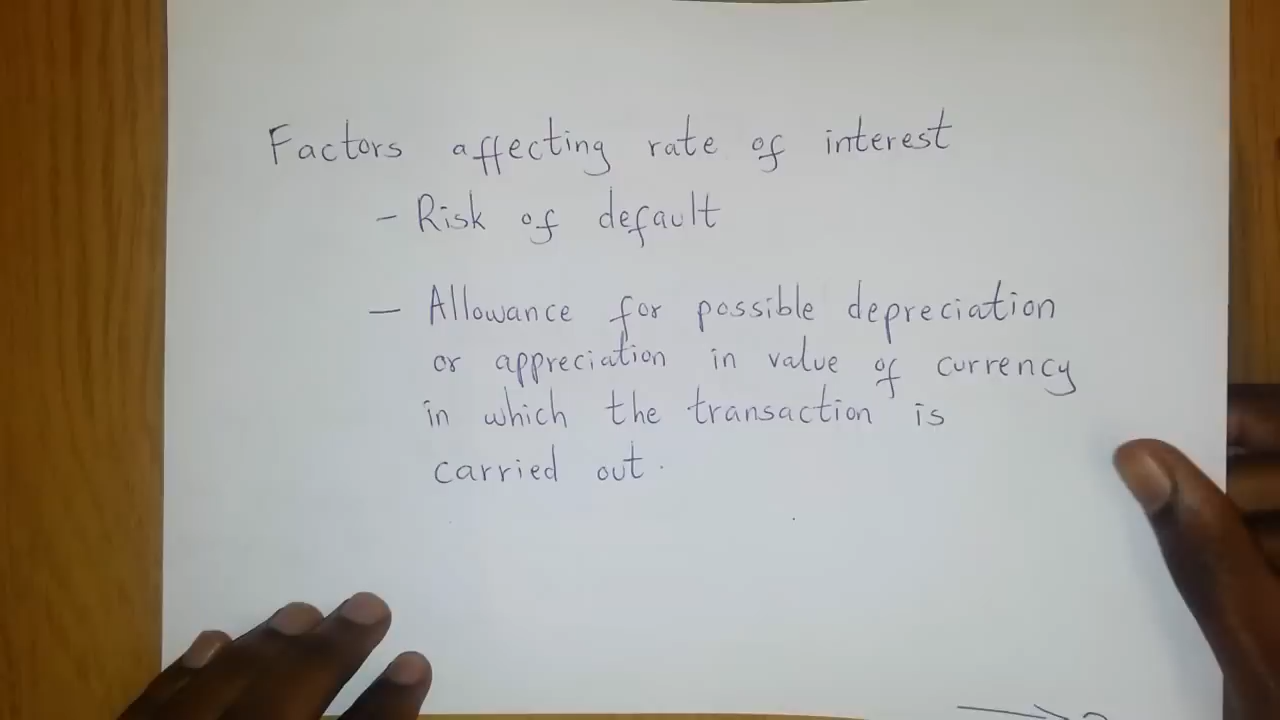 Factors affecting rate of interest
- Risk of default
- Allowance for possible depreciation
or appreciation in value of currency
in which the transaction is
carried out.